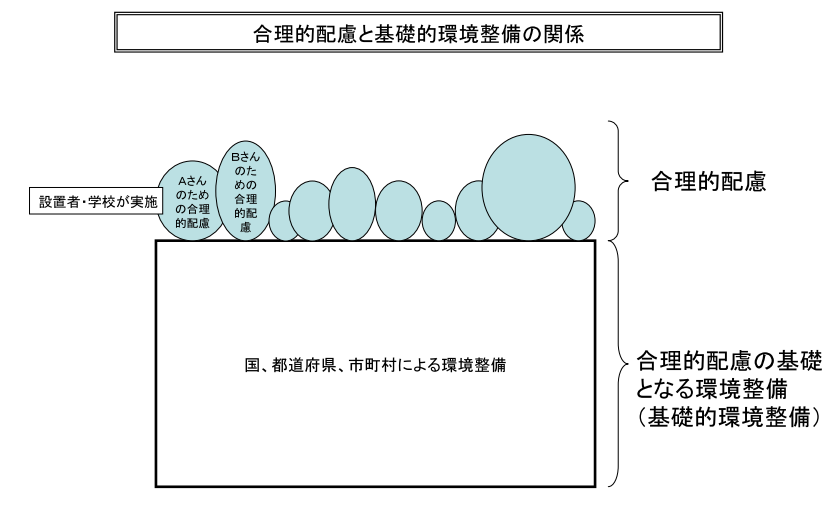 合理的配慮と基礎的環境整備の関係
設置者・学校が実施
Aさん
のため
の合理
的配慮
Bさん
のた
めの
合理
的配
慮
合理的配慮
国、都道府県、市町村による環境整備
合理的配慮の基礎
となる環境整備
（基礎的環境整備）